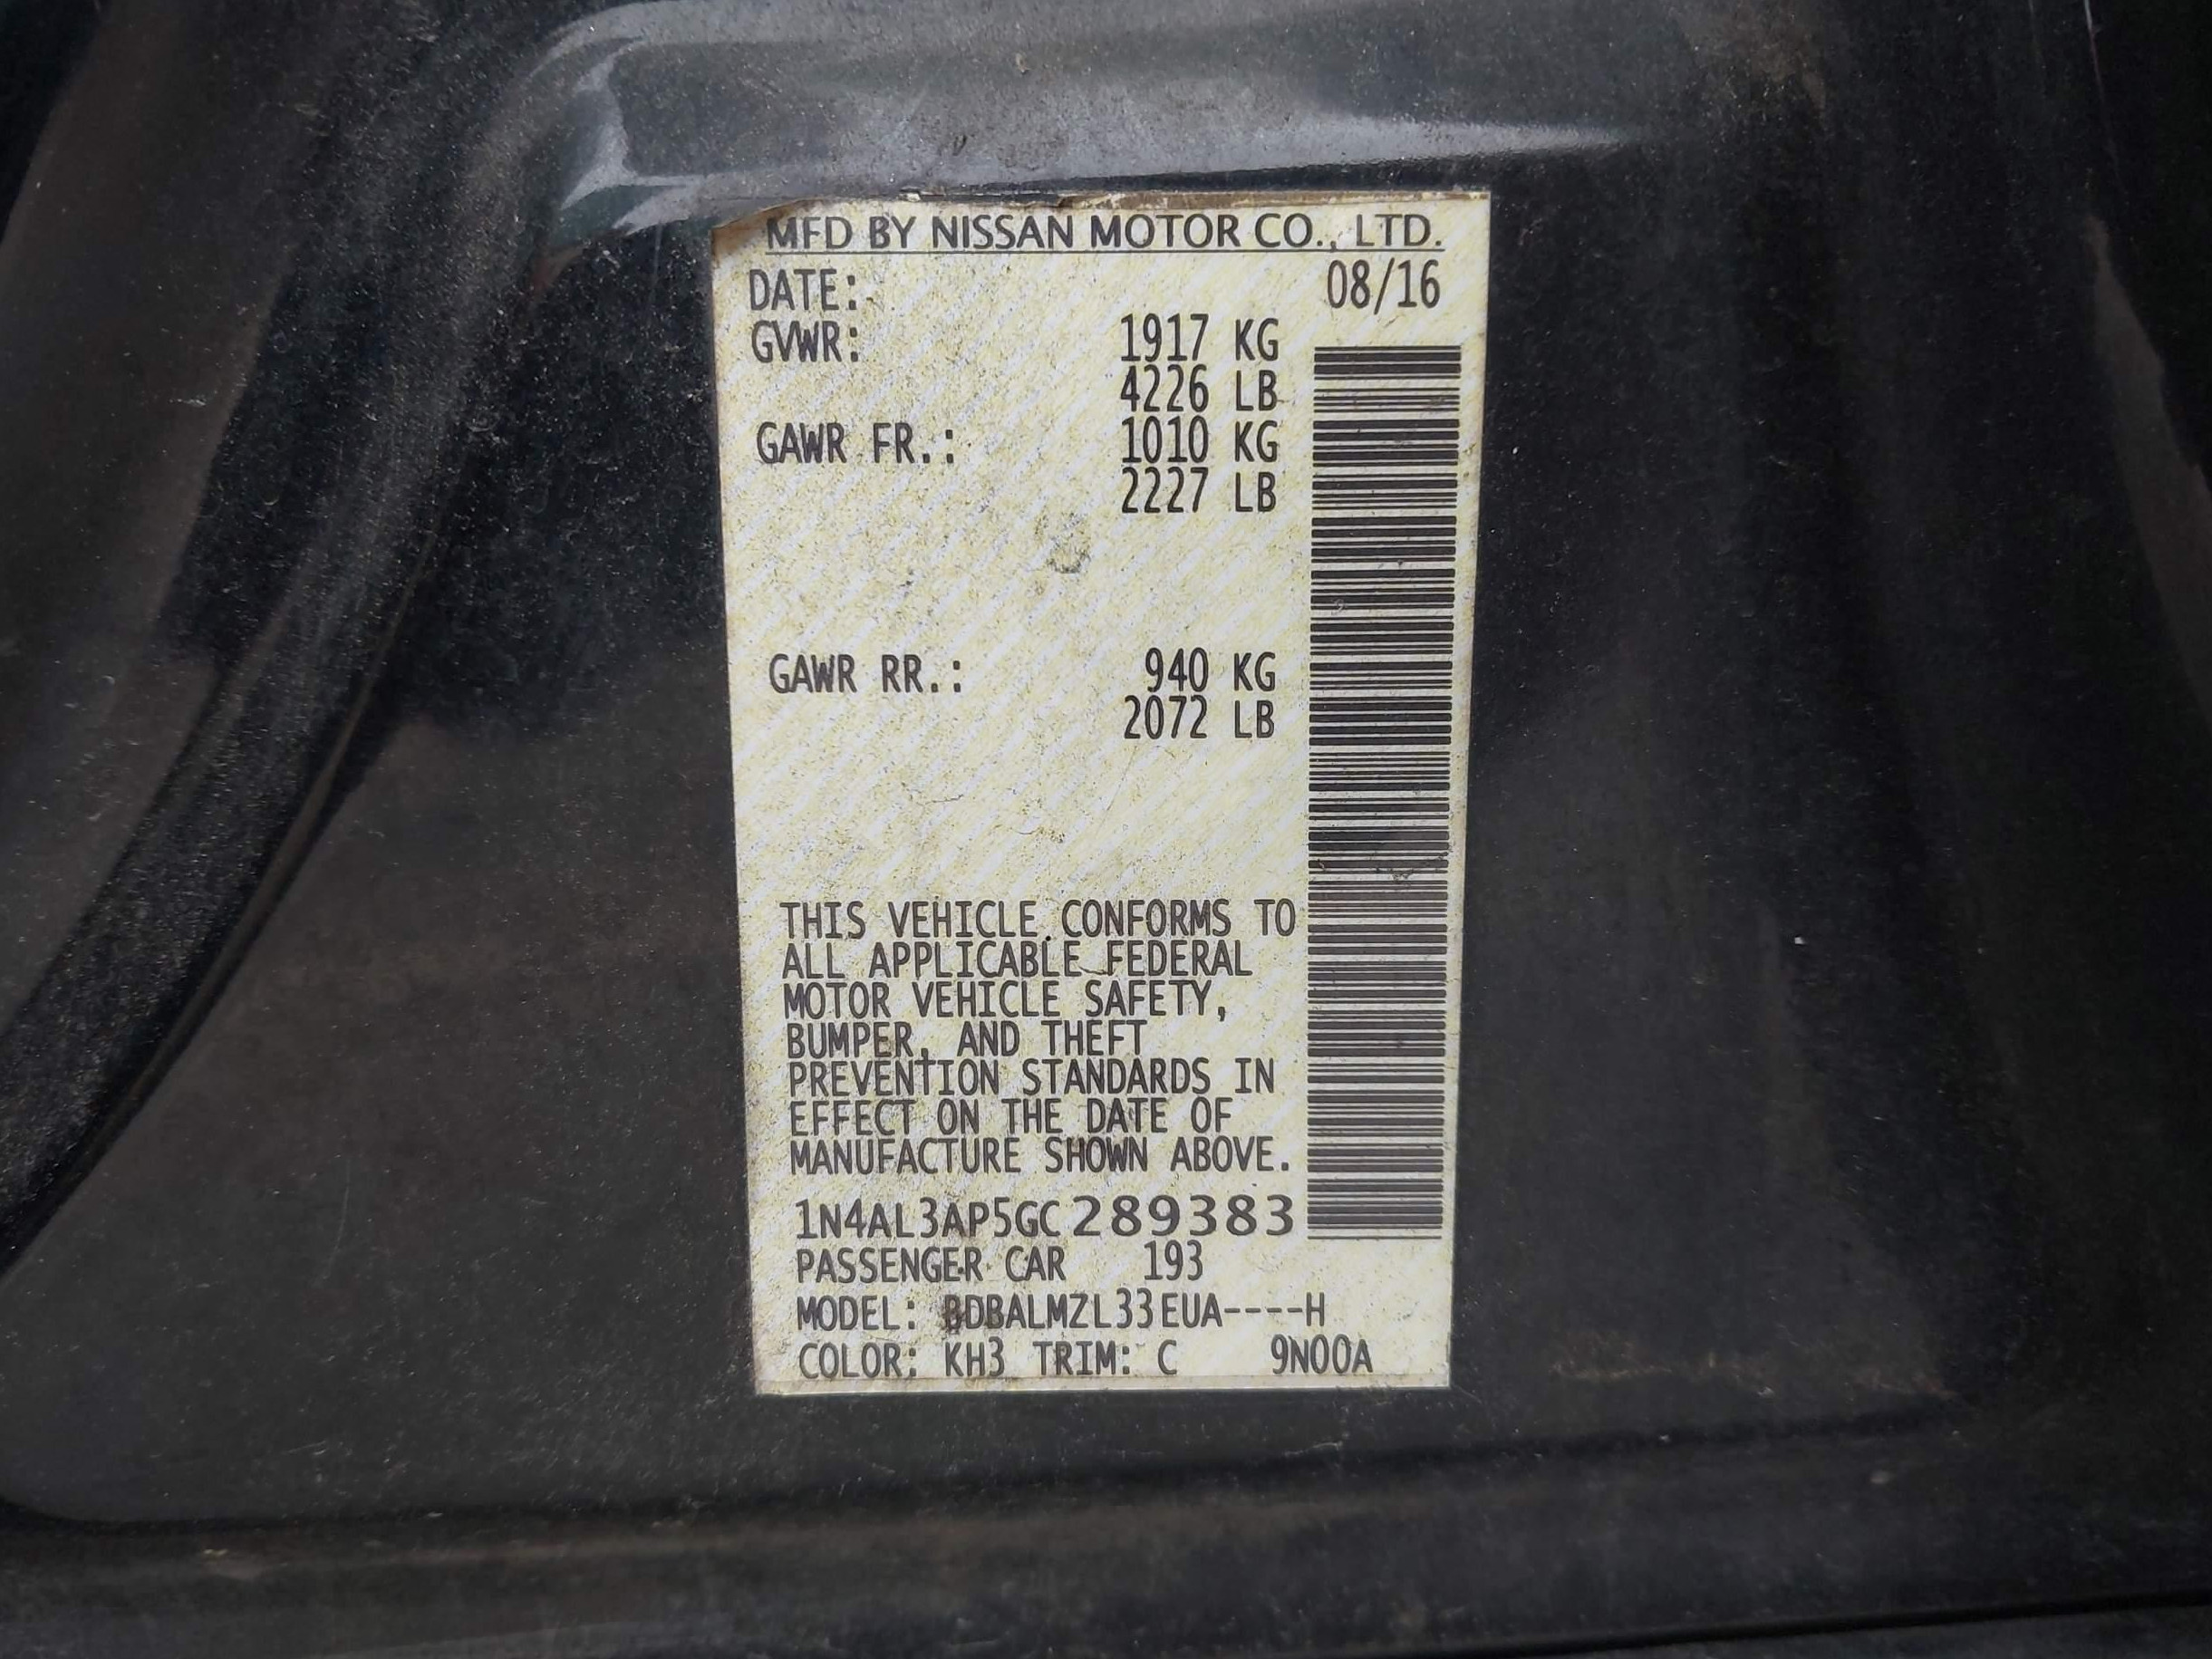 MFD BY NISSAN MOTOR CO., LTD.
DATE: 08/16
GVWR: 1917 KG
4226 LB
GAWR FR.: 1010 KG
2227 LB
GAWR RR.: 940 KG
2072 LB
THIS VEHICLE CONFORMS TO
ALL APPLICABLE FEDERAL
MOTOR VEHICLE SAFETY,
BUMPER, AND THEFT
PREVENTION STANDARDS IN
EFFECT ON THE DATE OF
MANUFACTURE SHOWN ABOVE.
1N4AL3AP5GC289383
PASSENGER CAR 193
MODEL: BDBALMZL33EUA----H
COLOR: KH3 TRIM: C 9N00A